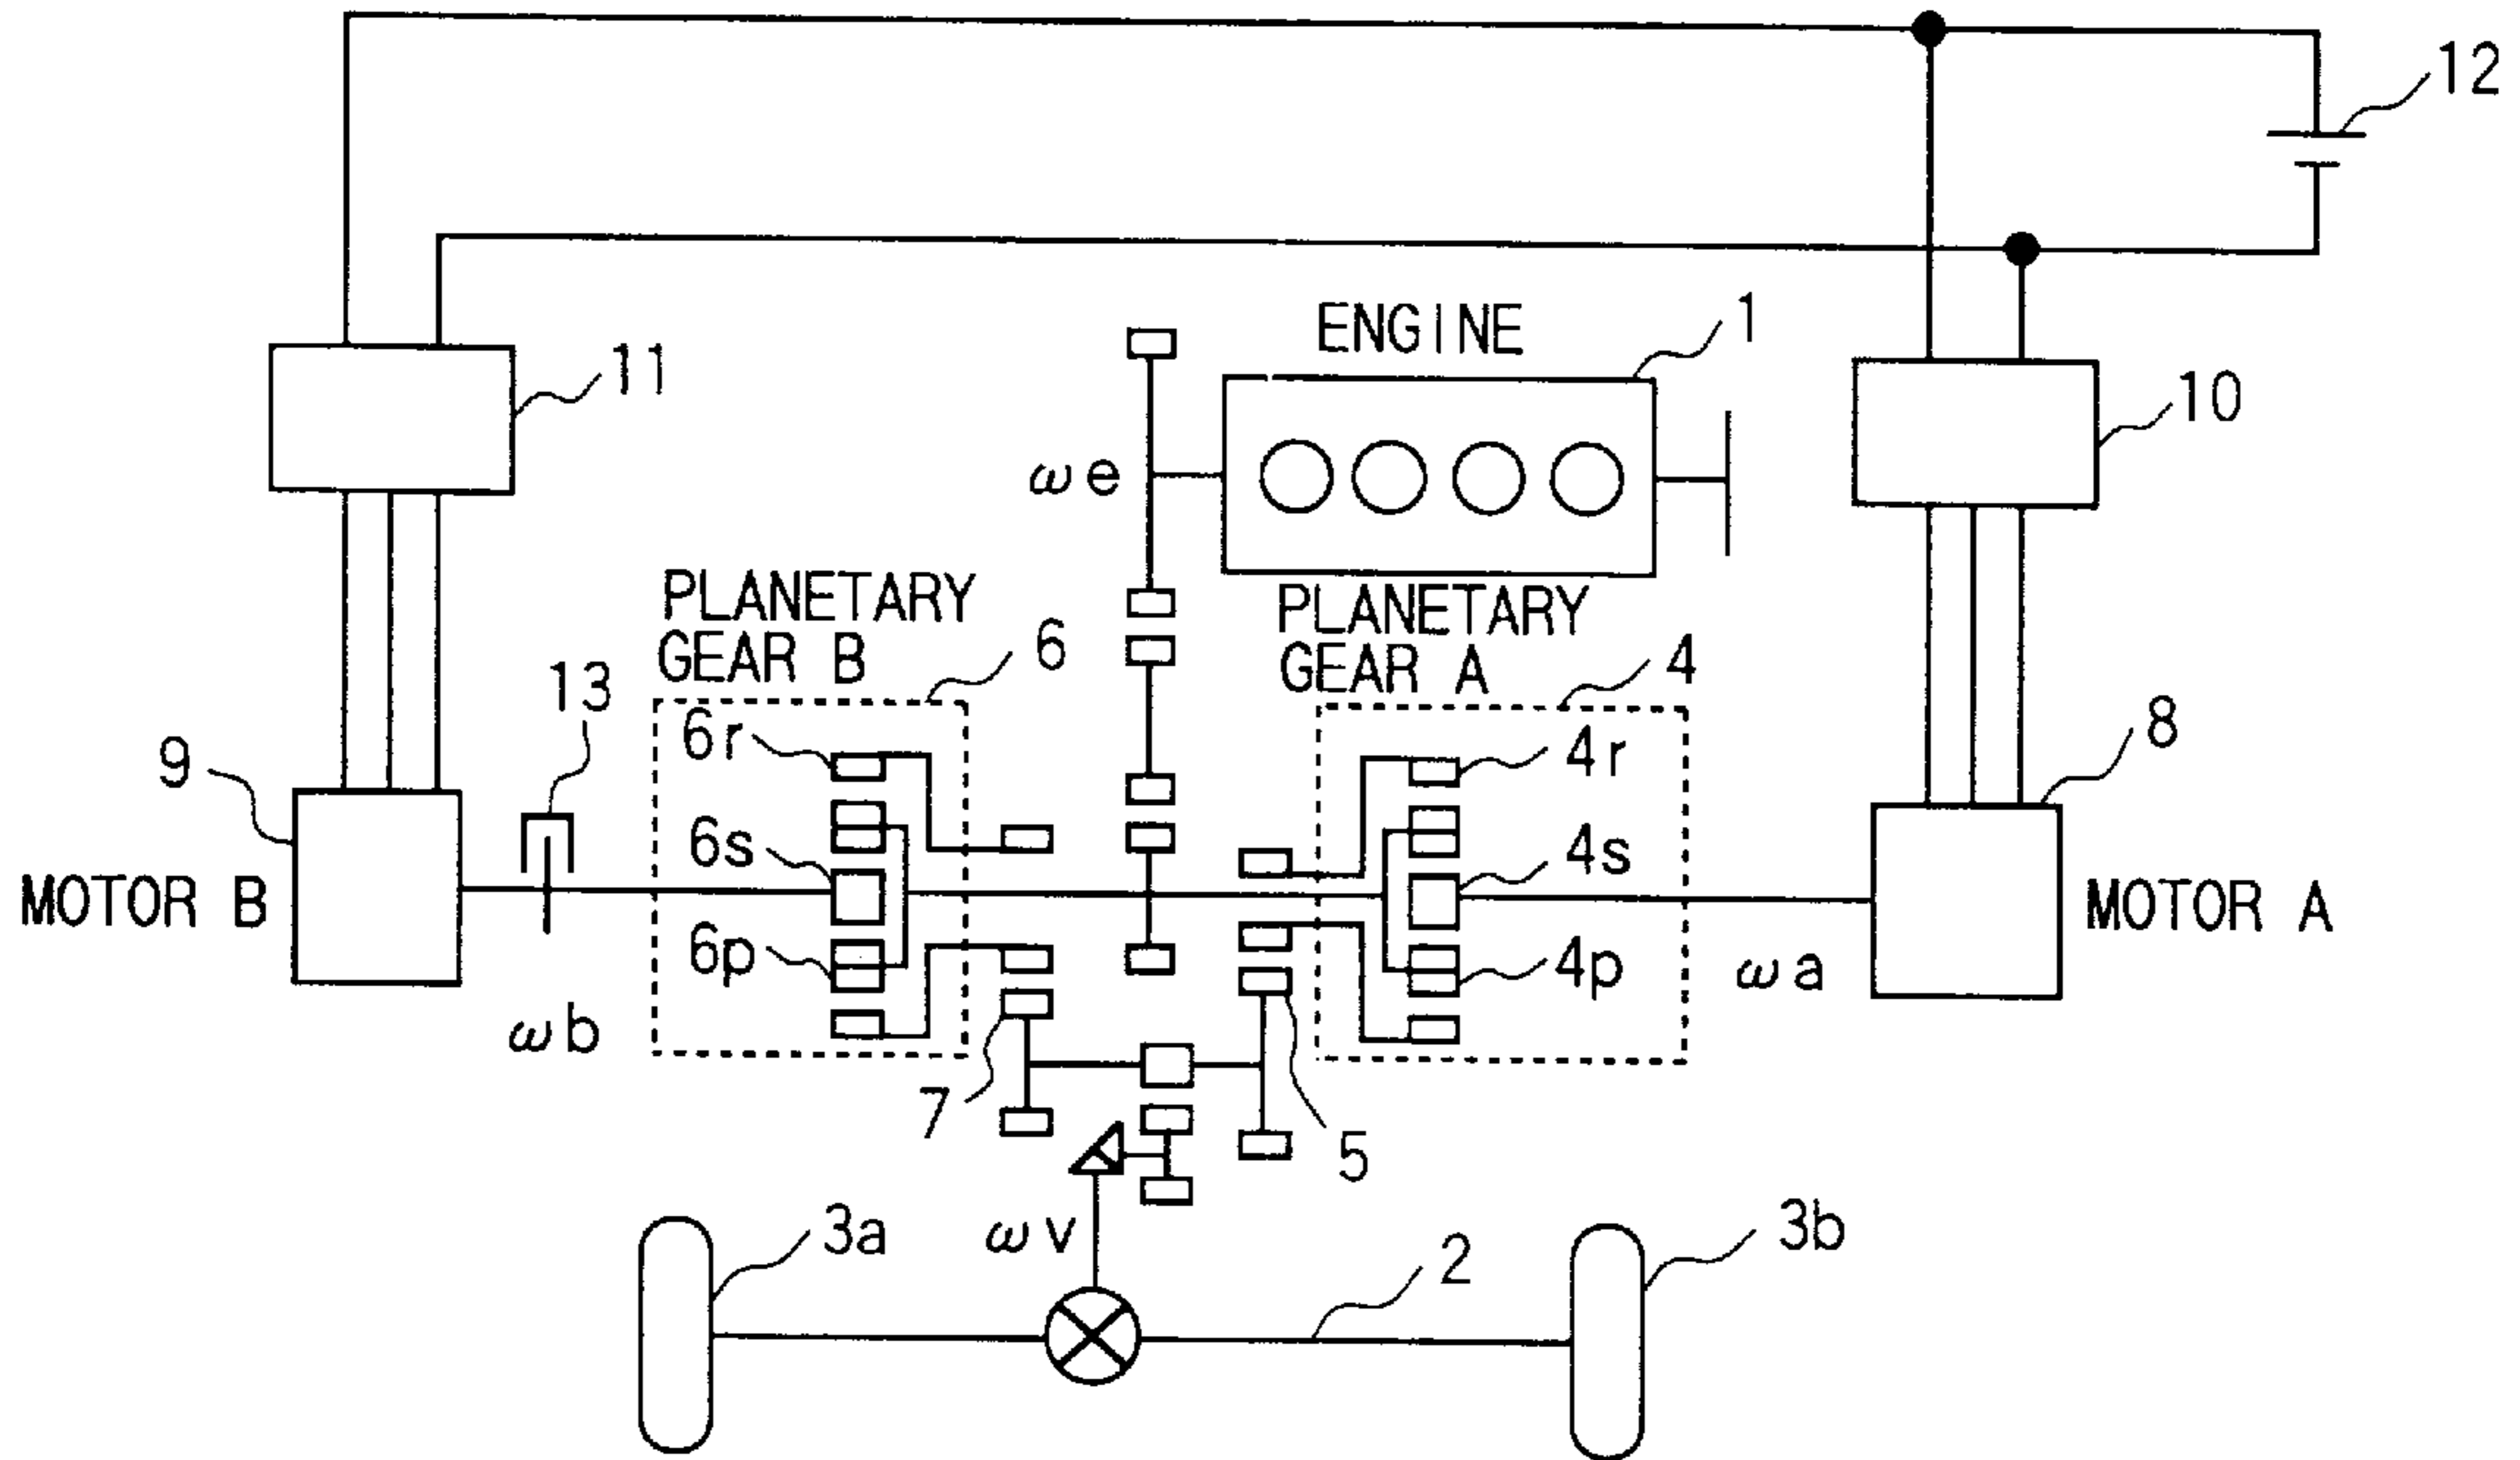 12
ENGINE
1
11
10
ωe
PLANETARY
GEAR B
6
PLANETARY
GEAR A
4
13
9
6r
4r
8
6s
4s
MOTOR B
MOTOR A
6p
4p
ωa
ωb
7
5
3a
ωv
2
3b